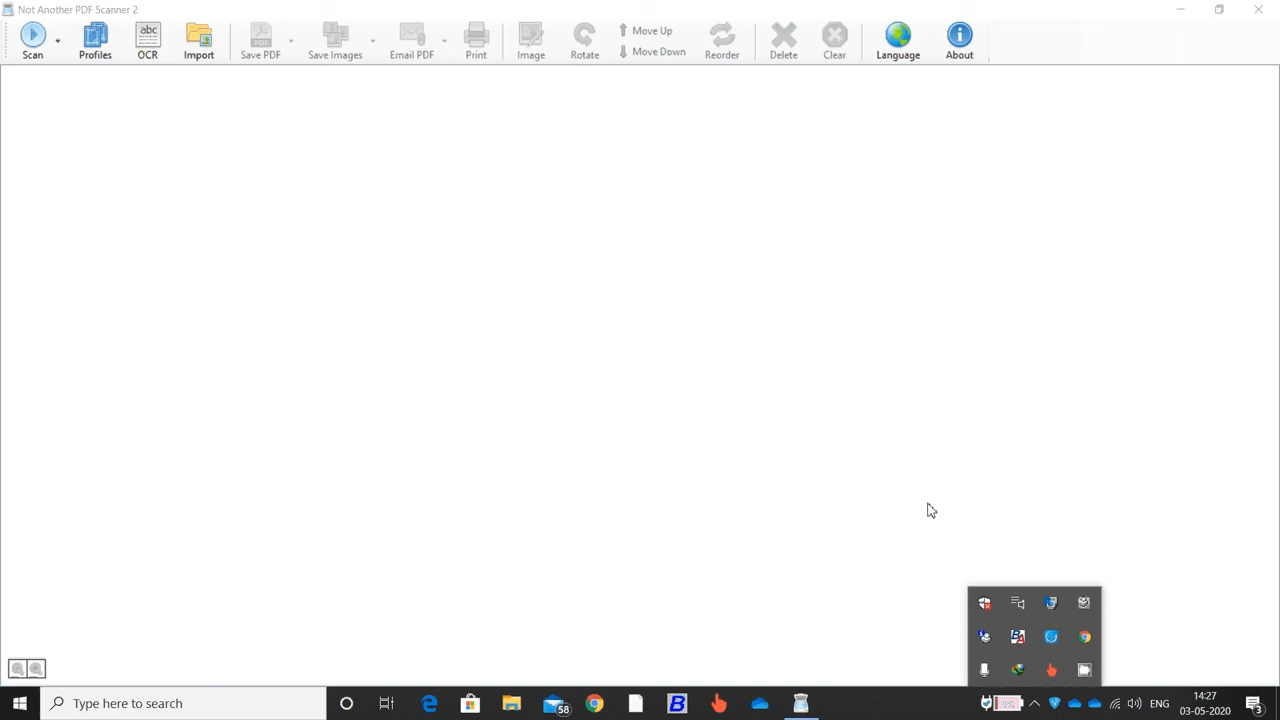 Not Another PDF Scanner 2
Scan
Profiles
abc
OCR
Import
PDF
Save PDF
Save Images
Email PDF
Print
Image
Rotate
Move Up
Move Down
Reorder
Delete
Clear
Language
About
Type here to search
58
B
ENG
14:27
03-05-2020
3